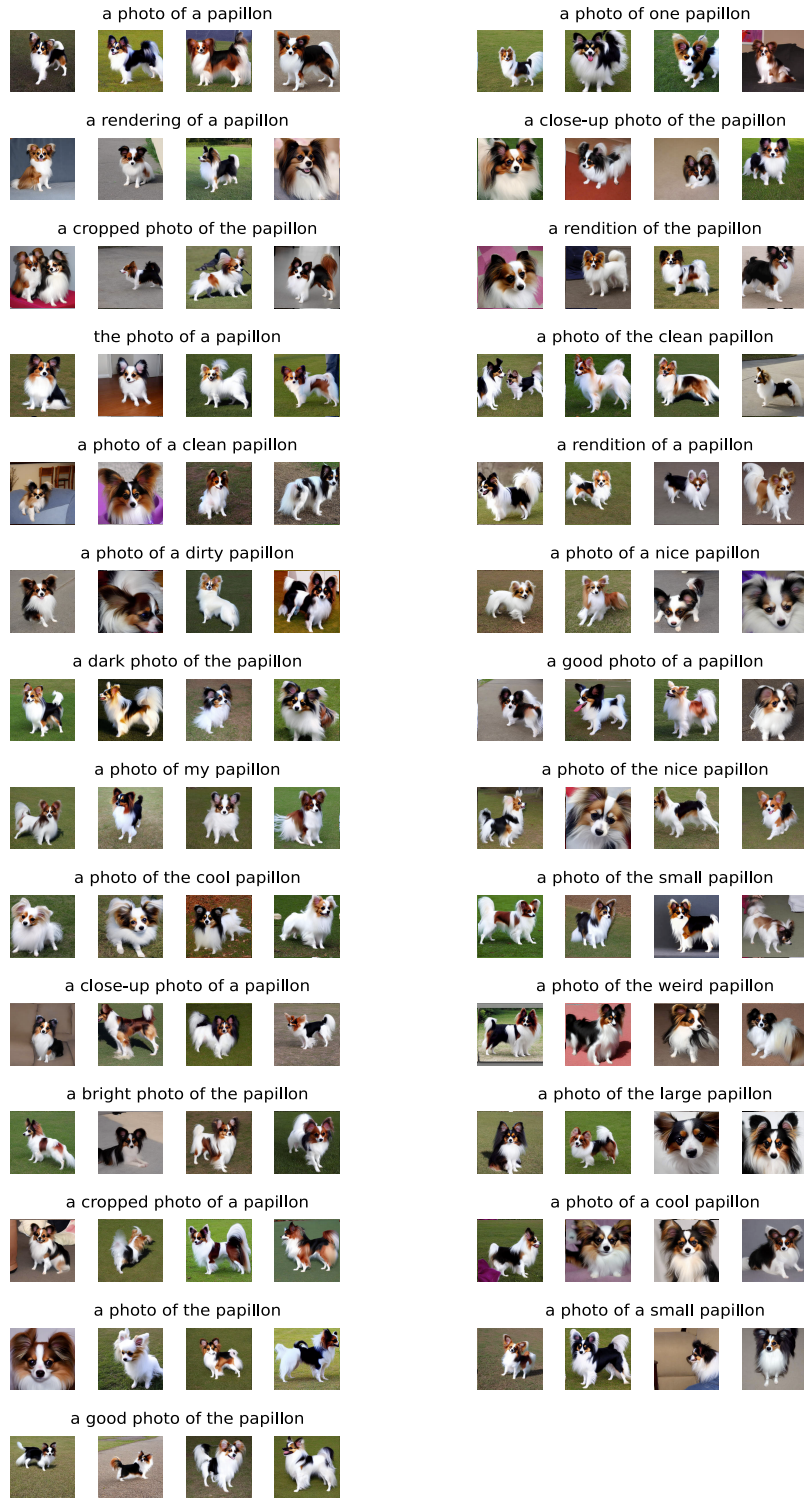 a photo of a papillon
a photo of one papillon
a rendering of a papillon
a close-up photo of the papillon
a cropped photo of the papillon
a rendition of the papillon
the photo of a papillon
a photo of the clean papillon
a photo of a clean papillon
a rendition of a papillon
a photo of a dirty papillon
a photo of a nice papillon
a dark photo of the papillon
a good photo of a papillon
a photo of my papillon
a photo of the nice papillon
a photo of the cool papillon
a photo of the small papillon
a close-up photo of a papillon
a photo of the weird papillon
a bright photo of the papillon
a photo of the large papillon
a cropped photo of a papillon
a photo of a cool papillon
a photo of the papillon
a photo of a small papillon
a good photo of the papillon